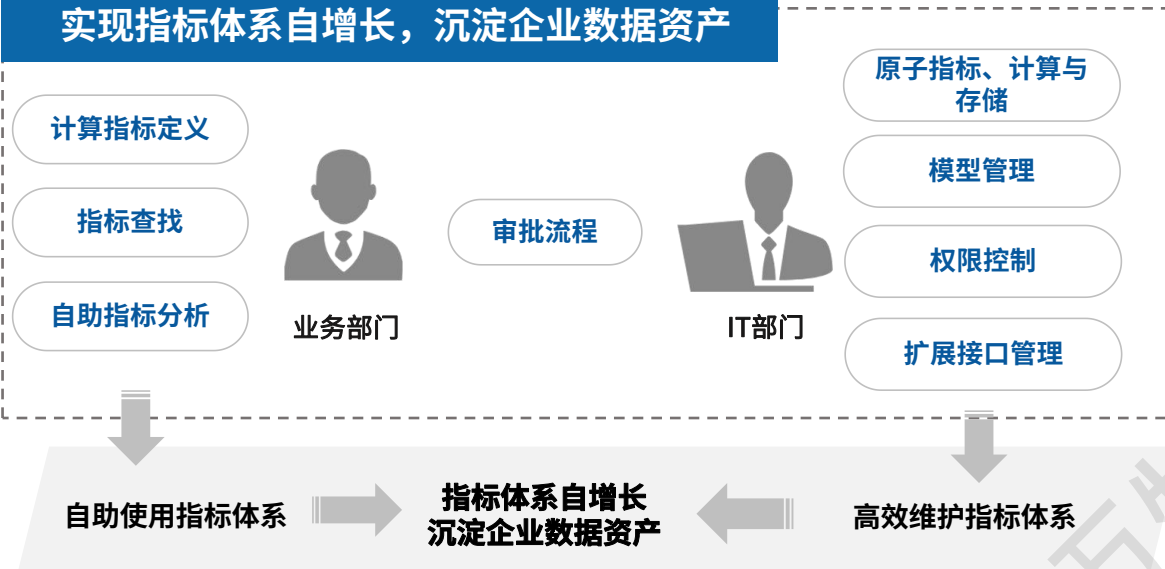 实现指标体系自增长，沉淀企业数据资产
计算指标定义
指标查找
自助指标分析
业务部门
审批流程
IT部门
原子指标、计算与
存储
模型管理
权限控制
扩展接口管理
自助使用指标体系
指标体系自增长
沉淀企业数据资产
高效维护指标体系